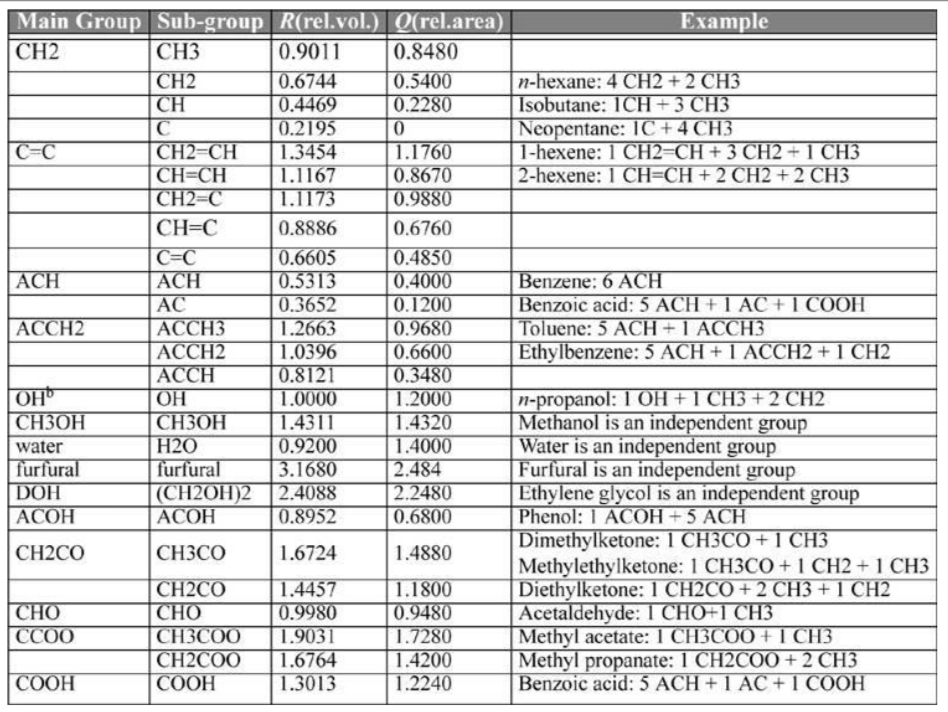 Main Group Sub-group R(rel.vol.) Q(rel.area) Example
CH2 CH3 0.9011 0.8480
CH2 0.6744 0.5400 n-hexane: 4 CH2 + 2 CH3
CH 0.4469 0.2280 Isobutane: 1CH + 3 CH3
C 0.2195 0 Neopentane: 1C + 4 CH3
C=C CH2=CH 1.3454 1.1760 1-hexene: 1 CH2=CH + 3 CH2 + 1 CH3
CH=CH 1.1167 0.8670 2-hexene: 1 CH=CH + 2 CH2 + 2 CH3
CH2=C 1.1173 0.9880
CH=C 0.8886 0.6760
C=C 0.6605 0.4850
ACH ACH 0.5313 0.4000 Benzene: 6 ACH
AC 0.3652 0.1200 Benzoic acid: 5 ACH + 1 AC + 1 COOH
ACCH2 ACCH3 1.2663 0.9680 Toluene: 5 ACH + 1 ACCH3
ACCH2 1.0396 0.6600 Ethylbenzene: 5 ACH + 1 ACCH2 + 1 CH2
ACCH 0.8121 0.3480
OHb OH 1.0000 1.2000 n-propanol: 1 OH + 1 CH3 + 2 CH2
CH3OH CH3OH 1.4311 1.4320 Methanol is an independent group
water H2O 0.9200 1.4000 Water is an independent group
furfural furfural 3.1680 2.484 Furfural is an independent group
DOH (CH2OH)2 2.4088 2.2480 Ethylene glycol is an independent group
ACOH ACOH 0.8952 0.6800 Phenol: 1 ACOH + 5 ACH
CH2CO CH3CO 1.6724 1.4880 Dimethylketone: 1 CH3CO + 1 CH3
Methylethylketone: 1 CH3CO + 1 CH2 + 1 CH3
CH2CO 1.4457 1.1800 Diethylketone: 1 CH2CO + 2 CH3 + 1 CH2
CHO CHO 0.9980 0.9480 Acetaldehyde: 1 CHO+1 CH3
CCOO CH3COO 1.9031 1.7280 Methyl acetate: 1 CH3COO + 1 CH3
CH2COO 1.6764 1.4200 Methyl propanate: 1 CH2COO + 2 CH3
COOH COOH 1.3013 1.2240 Benzoic acid: 5 ACH + 1 AC + 1 COOH